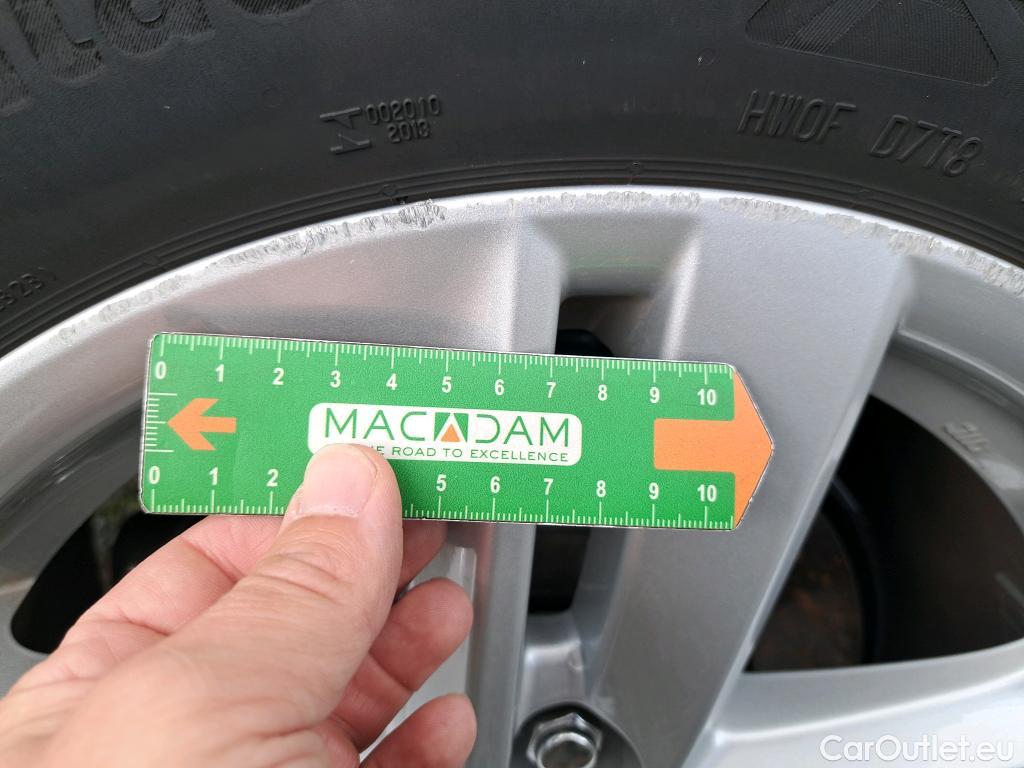 002010
2013
HW0F D7T8
0 1 2 3 4 5 6 7 8 9 10
MACADAM
E ROAD TO EXCELLENCE
0 1 2 5 6 7 8 9 10
CarOutlet.eu